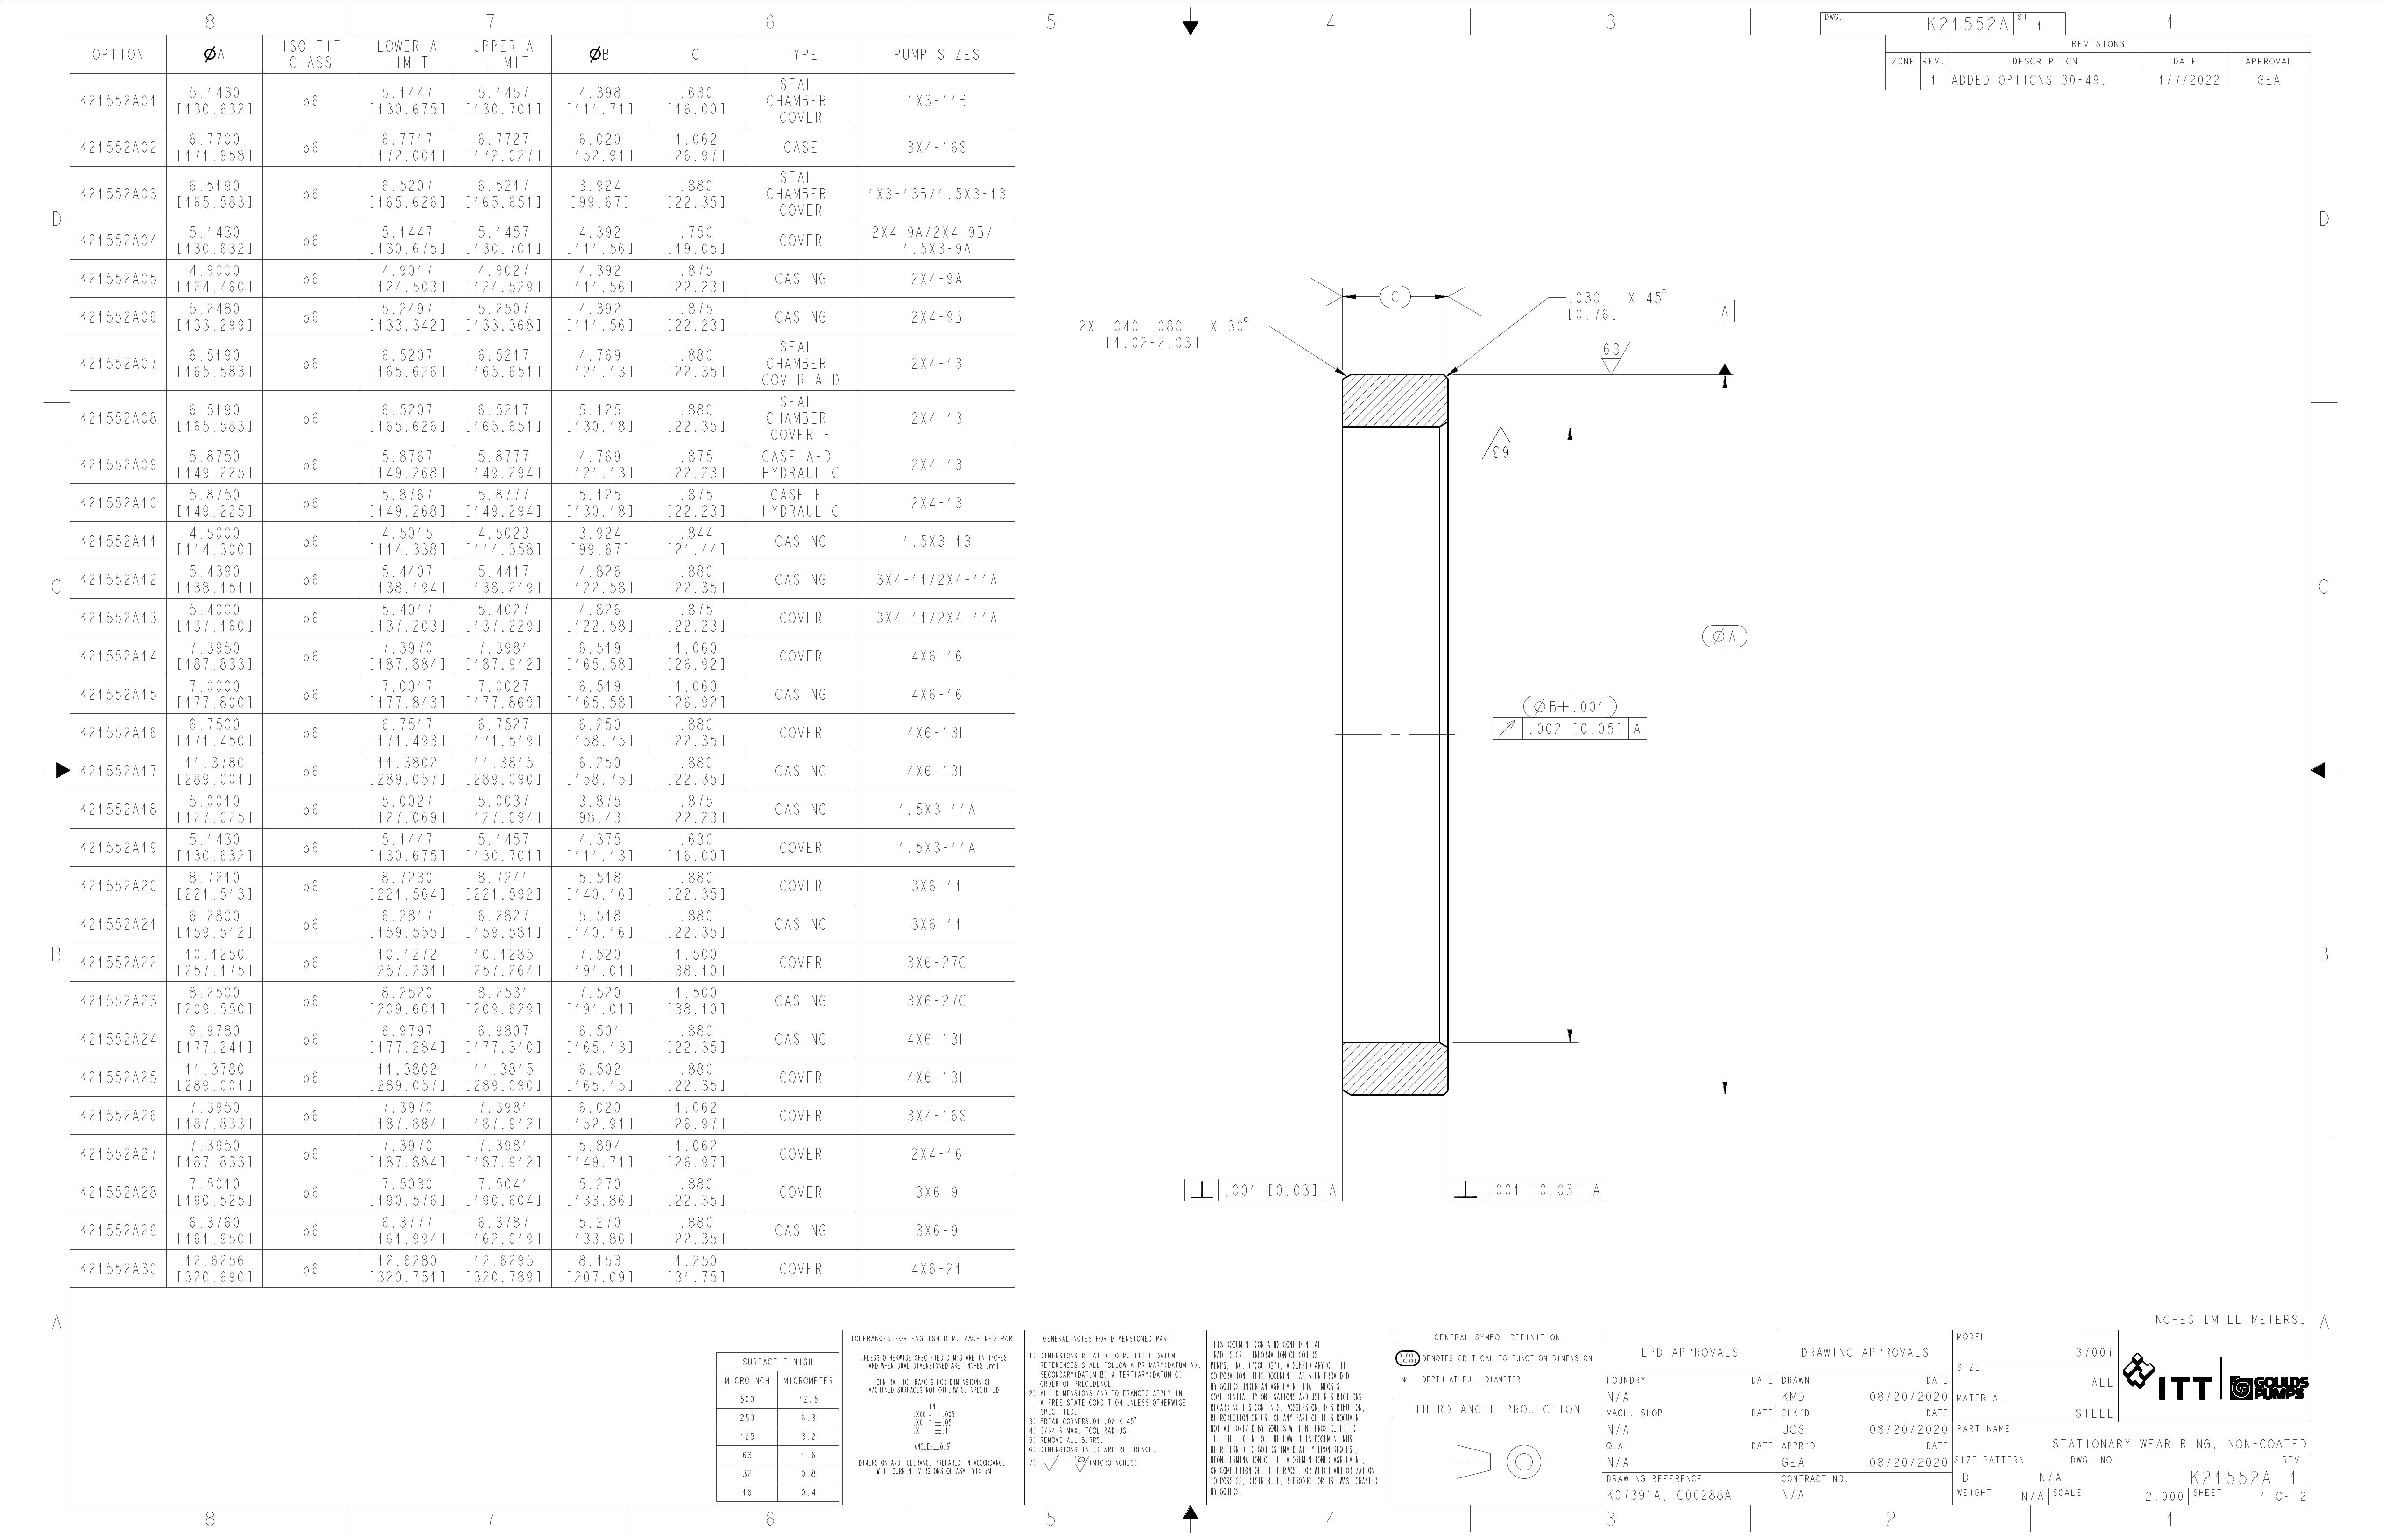 8 7 6 5 4 3 1
DWG. K21552A SH. 1
REVISIONS
ZONE REV. DESCRIPTION DATE APPROVAL
1 ADDED OPTIONS 30-49. 1/7/2022 GEA
OPTION ØA ISO FIT CLASS LOWER A LIMIT UPPER A LIMIT ØB C TYPE PUMP SIZES
K21552A01 5.1430 [130.632] p6 5.1447 [130.675] 5.1457 [130.701] 4.398 [111.71] .630 [16.00] SEAL CHAMBER COVER 1X3-11B
K21552A02 6.7700 [171.958] p6 6.7717 [172.001] 6.7727 [172.027] 6.020 [152.91] 1.062 [26.97] CASE 3X4-16S
K21552A03 6.5190 [165.583] p6 6.5207 [165.626] 6.5217 [165.651] 3.924 [99.67] .880 [22.35] SEAL CHAMBER COVER 1X3-13B/1.5X3-13
K21552A04 5.1430 [130.632] p6 5.1447 [130.675] 5.1457 [130.701] 4.392 [111.56] .750 [19.05] COVER 2X4-9A/2X4-9B/ 1.5X3-9A
K21552A05 4.9000 [124.460] p6 4.9017 [124.503] 4.9027 [124.529] 4.392 [111.56] .875 [22.23] CASING 2X4-9A
K21552A06 5.2480 [133.299] p6 5.2497 [133.342] 5.2507 [133.368] 4.392 [111.56] .875 [22.23] CASING 2X4-9B
K21552A07 6.5190 [165.583] p6 6.5207 [165.626] 6.5217 [165.651] 4.769 [121.13] .880 [22.35] SEAL CHAMBER COVER A-D 2X4-13
K21552A08 6.5190 [165.583] p6 6.5207 [165.626] 6.5217 [165.651] 5.125 [130.18] .880 [22.35] SEAL CHAMBER COVER E 2X4-13
K21552A09 5.8750 [149.225] p6 5.8767 [149.268] 5.8777 [149.294] 4.769 [121.13] .875 [22.23] CASE A-D HYDRAULIC 2X4-13
K21552A10 5.8750 [149.225] p6 5.8767 [149.268] 5.8777 [149.294] 5.125 [130.18] .875 [22.23] CASE E HYDRAULIC 2X4-13
K21552A11 4.5000 [114.300] p6 4.5015 [114.338] 4.5023 [114.358] 3.924 [99.67] .844 [21.44] CASING 1.5X3-13
K21552A12 5.4390 [138.151] p6 5.4407 [138.194] 5.4417 [138.219] 4.826 [122.58] .880 [22.35] CASING 3X4-11/2X4-11A
K21552A13 5.4000 [137.160] p6 5.4017 [137.203] 5.4027 [137.229] 4.826 [122.58] .875 [22.23] COVER 3X4-11/2X4-11A
K21552A14 7.3950 [187.833] p6 7.3970 [187.884] 7.3981 [187.912] 6.519 [165.58] 1.060 [26.92] COVER 4X6-16
K21552A15 7.0000 [177.800] p6 7.0017 [177.843] 7.0027 [177.869] 6.519 [165.58] 1.060 [26.92] CASING 4X6-16
K21552A16 6.7500 [171.450] p6 6.7517 [171.493] 6.7527 [171.519] 6.250 [158.75] .880 [22.35] COVER 4X6-13L
K21552A17 11.3780 [289.001] p6 11.3802 [289.057] 11.3815 [289.090] 6.250 [158.75] .880 [22.35] CASING 4X6-13L
K21552A18 5.0010 [127.025] p6 5.0027 [127.069] 5.0037 [127.094] 3.875 [98.43] .875 [22.23] CASING 1.5X3-11A
K21552A19 5.1430 [130.632] p6 5.1447 [130.675] 5.1457 [130.701] 4.375 [111.13] .630 [16.00] COVER 1.5X3-11A
K21552A20 8.7210 [221.513] p6 8.7230 [221.564] 8.7241 [221.592] 5.518 [140.16] .880 [22.35] COVER 3X6-11
K21552A21 6.2800 [159.512] p6 6.2817 [159.555] 6.2827 [159.581] 5.518 [140.16] .880 [22.35] CASING 3X6-11
K21552A22 10.1250 [257.175] p6 10.1272 [257.231] 10.1285 [257.264] 7.520 [191.01] 1.500 [38.10] COVER 3X6-27C
K21552A23 8.2500 [209.550] p6 8.2520 [209.601] 8.2531 [209.629] 7.520 [191.01] 1.500 [38.10] CASING 3X6-27C
K21552A24 6.9780 [177.241] p6 6.9797 [177.284] 6.9807 [177.310] 6.501 [165.13] .880 [22.35] CASING 4X6-13H
K21552A25 11.3780 [289.001] p6 11.3802 [289.057] 11.3815 [289.090] 6.502 [165.15] .880 [22.35] COVER 4X6-13H
K21552A26 7.3950 [187.833] p6 7.3970 [187.884] 7.3981 [187.912] 6.020 [152.91] 1.062 [26.97] COVER 3X4-16S
K21552A27 7.3950 [187.833] p6 7.3970 [187.884] 7.3981 [187.912] 5.894 [149.71] 1.062 [26.97] COVER 2X4-16
K21552A28 7.5010 [190.525] p6 7.5030 [190.576] 7.5041 [190.604] 5.270 [133.86] .880 [22.35] COVER 3X6-9
K21552A29 6.3760 [161.950] p6 6.3777 [161.994] 6.3787 [162.019] 5.270 [133.86] .880 [22.35] CASING 3X6-9
K21552A30 12.6256 [320.690] p6 12.6280 [320.751] 12.6295 [320.789] 8.153 [207.09] 1.250 [31.75] COVER 4X6-21
D D
C C
B B
A A
C
2X .040-.080 X 30°
[1.02-2.03]
.030 X 45°
[0.76]
A
63
63
ØA
ØB±.001
.002 [0.05] A
⊥ .001 [0.03] A
⊥ .001 [0.03] A
INCHES [MILLIMETERS]
SURFACE FINISH
MICROINCH MICROMETER
500 12.5
250 6.3
125 3.2
63 1.6
32 0.8
16 0.4
TOLERANCES FOR ENGLISH DIM. MACHINED PART
UNLESS OTHERWISE SPECIFIED DIM'S ARE IN INCHES
AND WHEN DUAL DIMENSIONED ARE INCHES [mm]
GENERAL TOLERANCES FOR DIMENSIONS OF
MACHINED SURFACES NOT OTHERWISE SPECIFIED
IN.
.XXX = ±.005
.XX = ±.05
.X = ±.1
ANGLE:±0.5°
DIMENSION AND TOLERANCE PREPARED IN ACCORDANCE
WITH CURRENT VERSIONS OF ASME Y14.5M
GENERAL NOTES FOR DIMENSIONED PART
1) DIMENSIONS RELATED TO MULTIPLE DATUM
REFERENCES SHALL FOLLOW A PRIMARY(DATUM A),
SECONDARY(DATUM B) & TERTIARY(DATUM C)
ORDER OF PRECEDENCE.
2) ALL DIMENSIONS AND TOLERANCES APPLY IN
A FREE STATE CONDITION UNLESS OTHERWISE
SPECIFIED.
3) BREAK CORNERS.01-.02 X 45°
4) 3/64 R MAX. TOOL RADIUS.
5) REMOVE ALL BURRS.
6) DIMENSIONS IN () ARE REFERENCE.
7) =125 (MICROINCHES)
THIS DOCUMENT CONTAINS CONFIDENTIAL
TRADE SECRET INFORMATION OF GOULDS
PUMPS, INC. ("GOULDS"), A SUBSIDIARY OF ITT
CORPORATION. THIS DOCUMENT HAS BEEN PROVIDED
BY GOULDS UNDER AN AGREEMENT THAT IMPOSES
CONFIDENTIALITY OBLIGATIONS AND USE RESTRICTIONS
REGARDING ITS CONTENTS. POSSESSION, DISTRIBUTION,
REPRODUCTION OR USE OF ANY PART OF THIS DOCUMENT
NOT AUTHORIZED BY GOULDS WILL BE PROSECUTED TO
THE FULL EXTENT OF THE LAW. THIS DOCUMENT MUST
BE RETURNED TO GOULDS IMMEDIATELY UPON REQUEST,
UPON TERMINATION OF THE AFOREMENTIONED AGREEMENT,
OR COMPLETION OF THE PURPOSE FOR WHICH AUTHORIZATION
TO POSSESS, DISTRIBUTE, REPRODUCE OR USE WAS GRANTED
BY GOULDS.
GENERAL SYMBOL DEFINITION
X.XXX [X.XX] DENOTES CRITICAL TO FUNCTION DIMENSION
DEPTH AT FULL DIAMETER
THIRD ANGLE PROJECTION
EPD APPROVALS
FOUNDRY DATE
N/A
MACH. SHOP DATE
N/A
Q.A. DATE
N/A
DRAWING REFERENCE
K07391A, C00288A
DRAWING APPROVALS
DRAWN DATE
KMD 08/20/2020
CHK'D DATE
JCS 08/20/2020
APPR'D DATE
GEA 08/20/2020
CONTRACT NO.
N/A
MODEL 3700i
SIZE ALL
MATERIAL STEEL
ITT GOULDS PUMPS
PART NAME
STATIONARY WEAR RING, NON-COATED
SIZE D PATTERN N/A DWG. NO. K21552A REV. 1
WEIGHT N/A SCALE 2.000 SHEET 1 OF 2
8 7 6 5 4 3 2 1